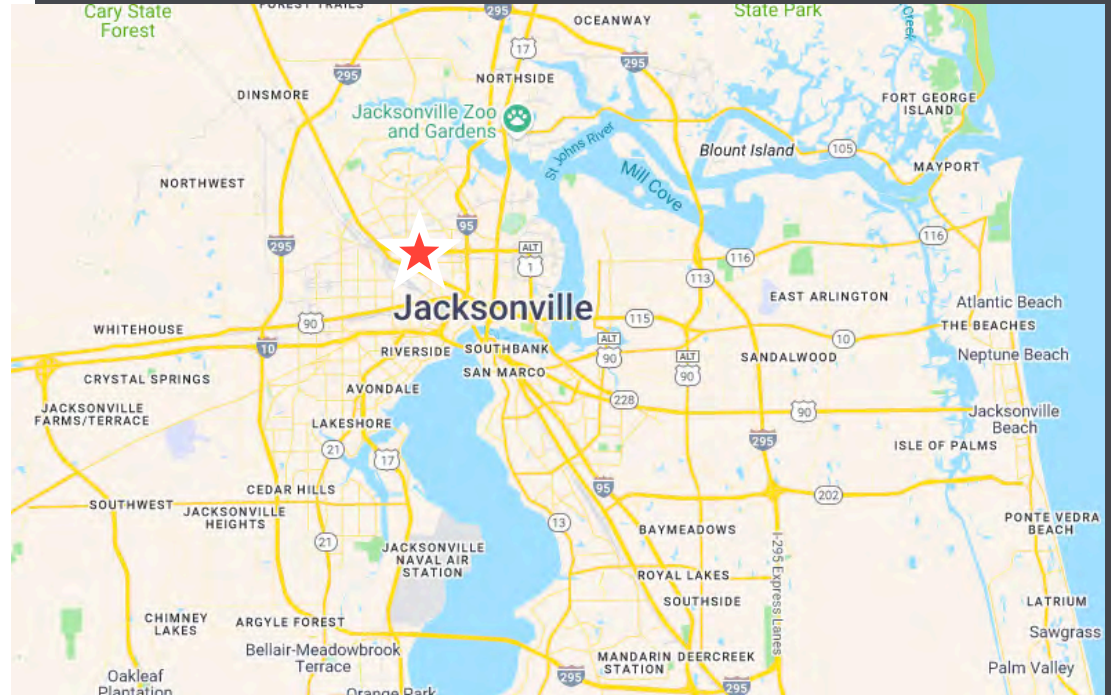 FOREST TRAILS
Cary State
Forest
295
OCEANWAY
State Park
Creek
17
295
295
NORTHSIDE
DINSMORE
FORT GEORGE
ISLAND
Jacksonville Zoo
and Gardens
St Johns River
Blount Island
105
MAYPORT
Mill Cove
NORTHWEST
95
295
116
ALT
1
116
113
Jacksonville
EAST ARLINGTON
Atlantic Beach
90
115
WHITEHOUSE
THE BEACHES
10
10
ALT
90
RIVERSIDE
SOUTHBANK
ALT
90
SANDALWOOD
Neptune Beach
SAN MARCO
CRYSTAL SPRINGS
AVONDALE
228
90
JACKSONVILLE
FARMS/TERRACE
Jacksonville
Beach
LAKESHORE
295
ISLE OF PALMS
21
17
CEDAR HILLS
95
202
SOUTHWEST
JACKSONVILLE
HEIGHTS
13
PONTE VEDRA
BEACH
BAYMEADOWS
21
JACKSONVILLE
NAVAL AIR
STATION
I-295 Express Lanes
ROYAL LAKES
SOUTHSIDE
LATRIUM
CHIMNEY
LAKES
ARGYLE FOREST
Sawgrass
Bellair-Meadowbrook
Terrace
MANDARIN
STATION
DEERCREEK
Palm Valley
Oakleaf
Plantation
295
295
Orange Park